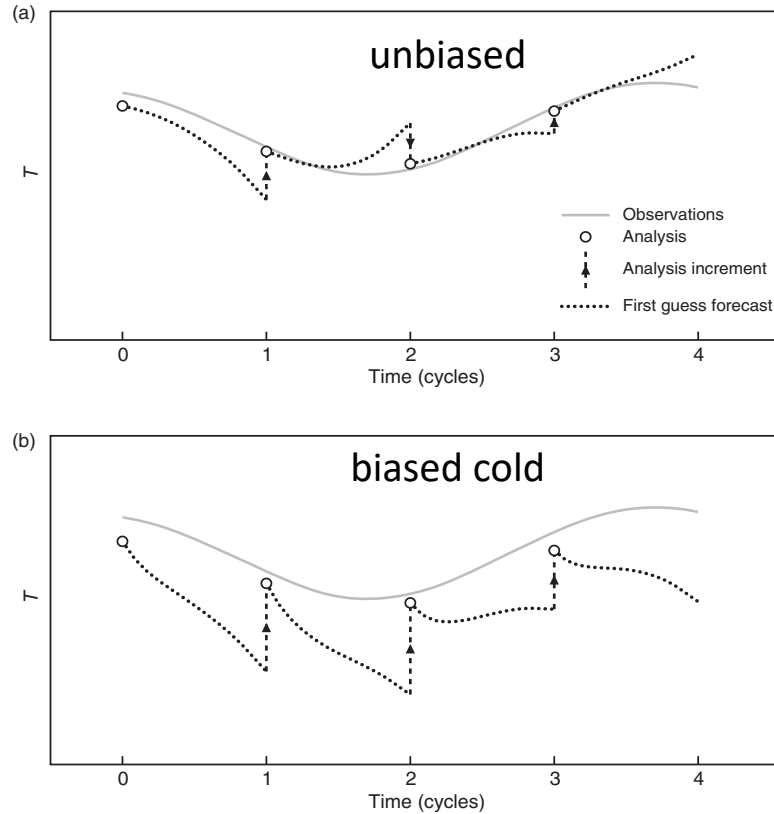 (a)
unbiased
T
Observations
Analysis
Analysis increment
First guess forecast
0 1 2 3 4
Time (cycles)
(b)
biased cold
T
0 1 2 3 4
Time (cycles)